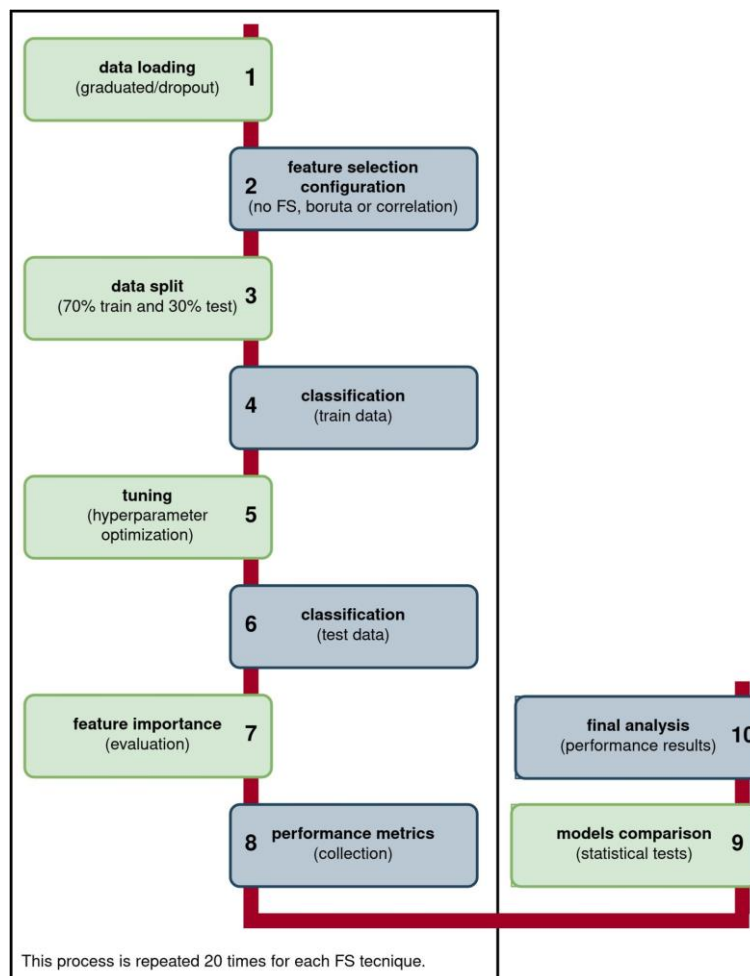 data loading
(graduated/dropout)
1
feature selection
configuration
(no FS, boruta or correlation)
2
data split
(70% train and 30% test)
3
classification
(train data)
4
tuning
(hyperparameter
optimization)
5
classification
(test data)
6
feature importance
(evaluation)
7
performance metrics
(collection)
8
models comparison
(statistical tests)
9
final analysis
(performance results)
10
This process is repeated 20 times for each FS tecnique.